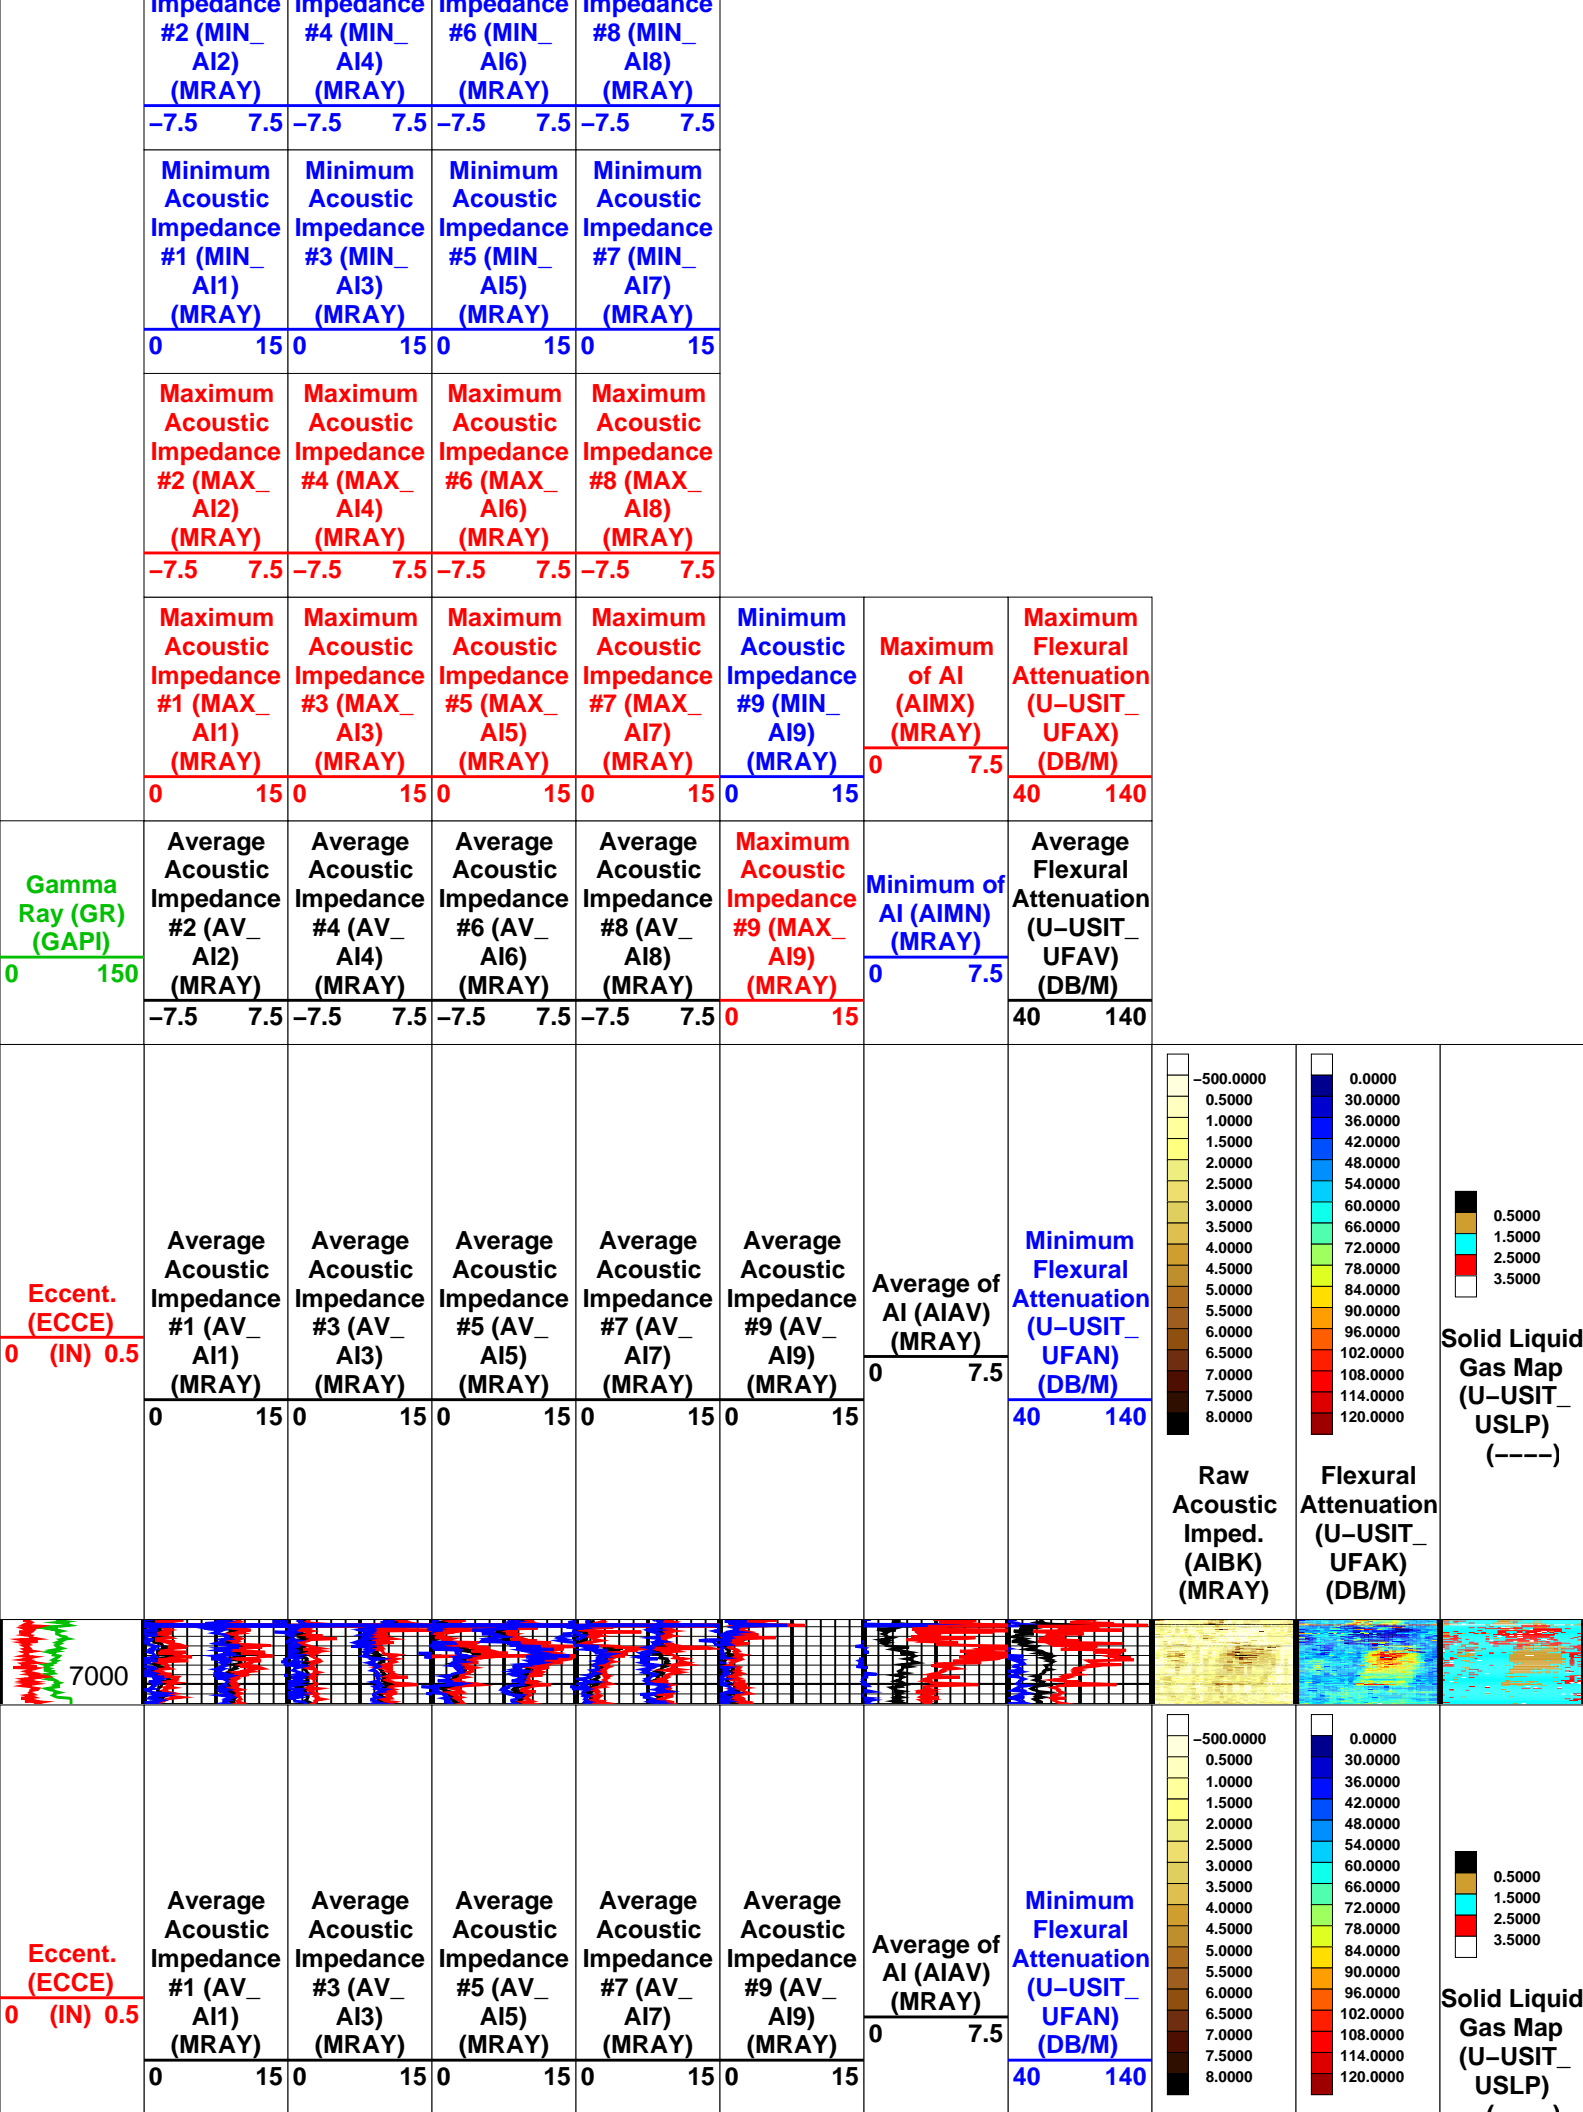 Impedance Impedance Impedance Impedance
#2 (MIN_ #4 (MIN_ #6 (MIN_ #8 (MIN_
AI2) AI4) AI6) AI8)
(MRAY) (MRAY) (MRAY) (MRAY)
−7.5 7.5 −7.5 7.5 −7.5 7.5 −7.5 7.5
Minimum Minimum Minimum Minimum
Acoustic Acoustic Acoustic Acoustic
Impedance Impedance Impedance Impedance
#1 (MIN_ #3 (MIN_ #5 (MIN_ #7 (MIN_
AI1) AI3) AI5) AI7)
(MRAY) (MRAY) (MRAY) (MRAY)
0 15 0 15 0 15 0 15
Maximum Maximum Maximum Maximum
Acoustic Acoustic Acoustic Acoustic
Impedance Impedance Impedance Impedance
#2 (MAX_ #4 (MAX_ #6 (MAX_ #8 (MAX_
AI2) AI4) AI6) AI8)
(MRAY) (MRAY) (MRAY) (MRAY)
−7.5 7.5 −7.5 7.5 −7.5 7.5 −7.5 7.5
Maximum Maximum Maximum Maximum Minimum Maximum
Acoustic Acoustic Acoustic Acoustic Acoustic Maximum Flexural
Impedance Impedance Impedance Impedance Impedance of AI Attenuation
#1 (MAX_ #3 (MAX_ #5 (MAX_ #7 (MAX_ #9 (MIN_ (AIMX) (U−USIT_
AI1) AI3) AI5) AI7) AI9) (MRAY) UFAX)
(MRAY) (MRAY) (MRAY) (MRAY) (MRAY) 0 7.5 (DB/M)
0 15 0 15 0 15 0 15 0 15 40 140
Average Average Average Average Maximum Average
Acoustic Acoustic Acoustic Acoustic Acoustic Flexural
Gamma Impedance Impedance Impedance Impedance Impedance Minimum of Attenuation
Ray (GR) #2 (AV_ #4 (AV_ #6 (AV_ #8 (AV_ #9 (MAX_ AI (AIMN) (U−USIT_
(GAPI) AI2) AI4) AI6) AI8) AI9) (MRAY) UFAV)
0 150 (MRAY) (MRAY) (MRAY) (MRAY) (MRAY) 0 7.5 (DB/M)
−7.5 7.5 −7.5 7.5 −7.5 7.5 −7.5 7.5 0 15 40 140
−500.0000 0.0000
0.5000 30.0000
1.0000 36.0000
1.5000 42.0000
2.0000 48.0000
2.5000 54.0000
3.0000 60.0000
3.5000 66.0000
4.0000 72.0000
4.5000 78.0000
5.0000 84.0000
5.5000 90.0000
6.0000 96.0000
6.5000 102.0000
7.0000 108.0000
7.5000 114.0000
8.0000 120.0000
0.5000
1.5000
2.5000
3.5000
Average Average Average Average Average Minimum
Acoustic Acoustic Acoustic Acoustic Acoustic Average of Flexural
Eccent. Impedance Impedance Impedance Impedance Impedance AI (AIAV) Attenuation
(ECCE) #1 (AV_ #3 (AV_ #5 (AV_ #7 (AV_ #9 (AV_ (MRAY) (U−USIT_
0 (IN) 0.5 AI1) AI3) AI5) AI7) AI9) 0 7.5 UFAN)
(MRAY) (MRAY) (MRAY) (MRAY) (MRAY) (DB/M)
0 15 0 15 0 15 0 15 0 15 40 140
Solid Liquid
Gas Map
(U−USIT_
USLP)
(−−−−)
Raw Flexural
Acoustic Attenuation
Imped. (U−USIT_
(AIBK) UFAK)
(MRAY) (DB/M)
7000
−500.0000 0.0000
0.5000 30.0000
1.0000 36.0000
1.5000 42.0000
2.0000 48.0000
2.5000 54.0000
3.0000 60.0000
3.5000 66.0000
4.0000 72.0000
4.5000 78.0000
5.0000 84.0000
5.5000 90.0000
6.0000 96.0000
6.5000 102.0000
7.0000 108.0000
7.5000 114.0000
8.0000 120.0000
0.5000
1.5000
2.5000
3.5000
Average Average Average Average Average Minimum
Acoustic Acoustic Acoustic Acoustic Acoustic Average of Flexural
Eccent. Impedance Impedance Impedance Impedance Impedance AI (AIAV) Attenuation
(ECCE) #1 (AV_ #3 (AV_ #5 (AV_ #7 (AV_ #9 (AV_ (MRAY) (U−USIT_
0 (IN) 0.5 AI1) AI3) AI5) AI7) AI9) 0 7.5 UFAN)
(MRAY) (MRAY) (MRAY) (MRAY) (MRAY) (DB/M)
0 15 0 15 0 15 0 15 0 15 40 140
Solid Liquid
Gas Map
(U−USIT_
USLP)